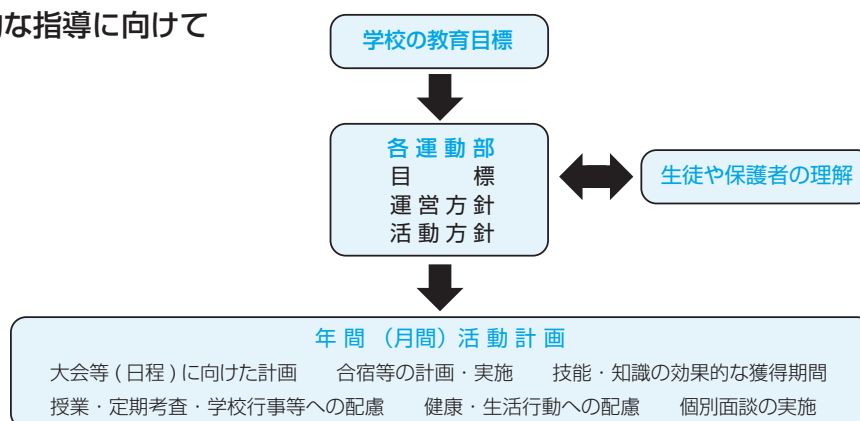 な指導に向けて
学校の教育目標
各運動部
目　　標
運営方針
活動方針
生徒や保護者の理解
年間（月間）活動計画
大会等(日程)に向けた計画　合宿等の計画・実施　技能・知識の効果的な獲得期間
授業・定期考査・学校行事等への配慮　健康・生活行動への配慮　個別面談の実施